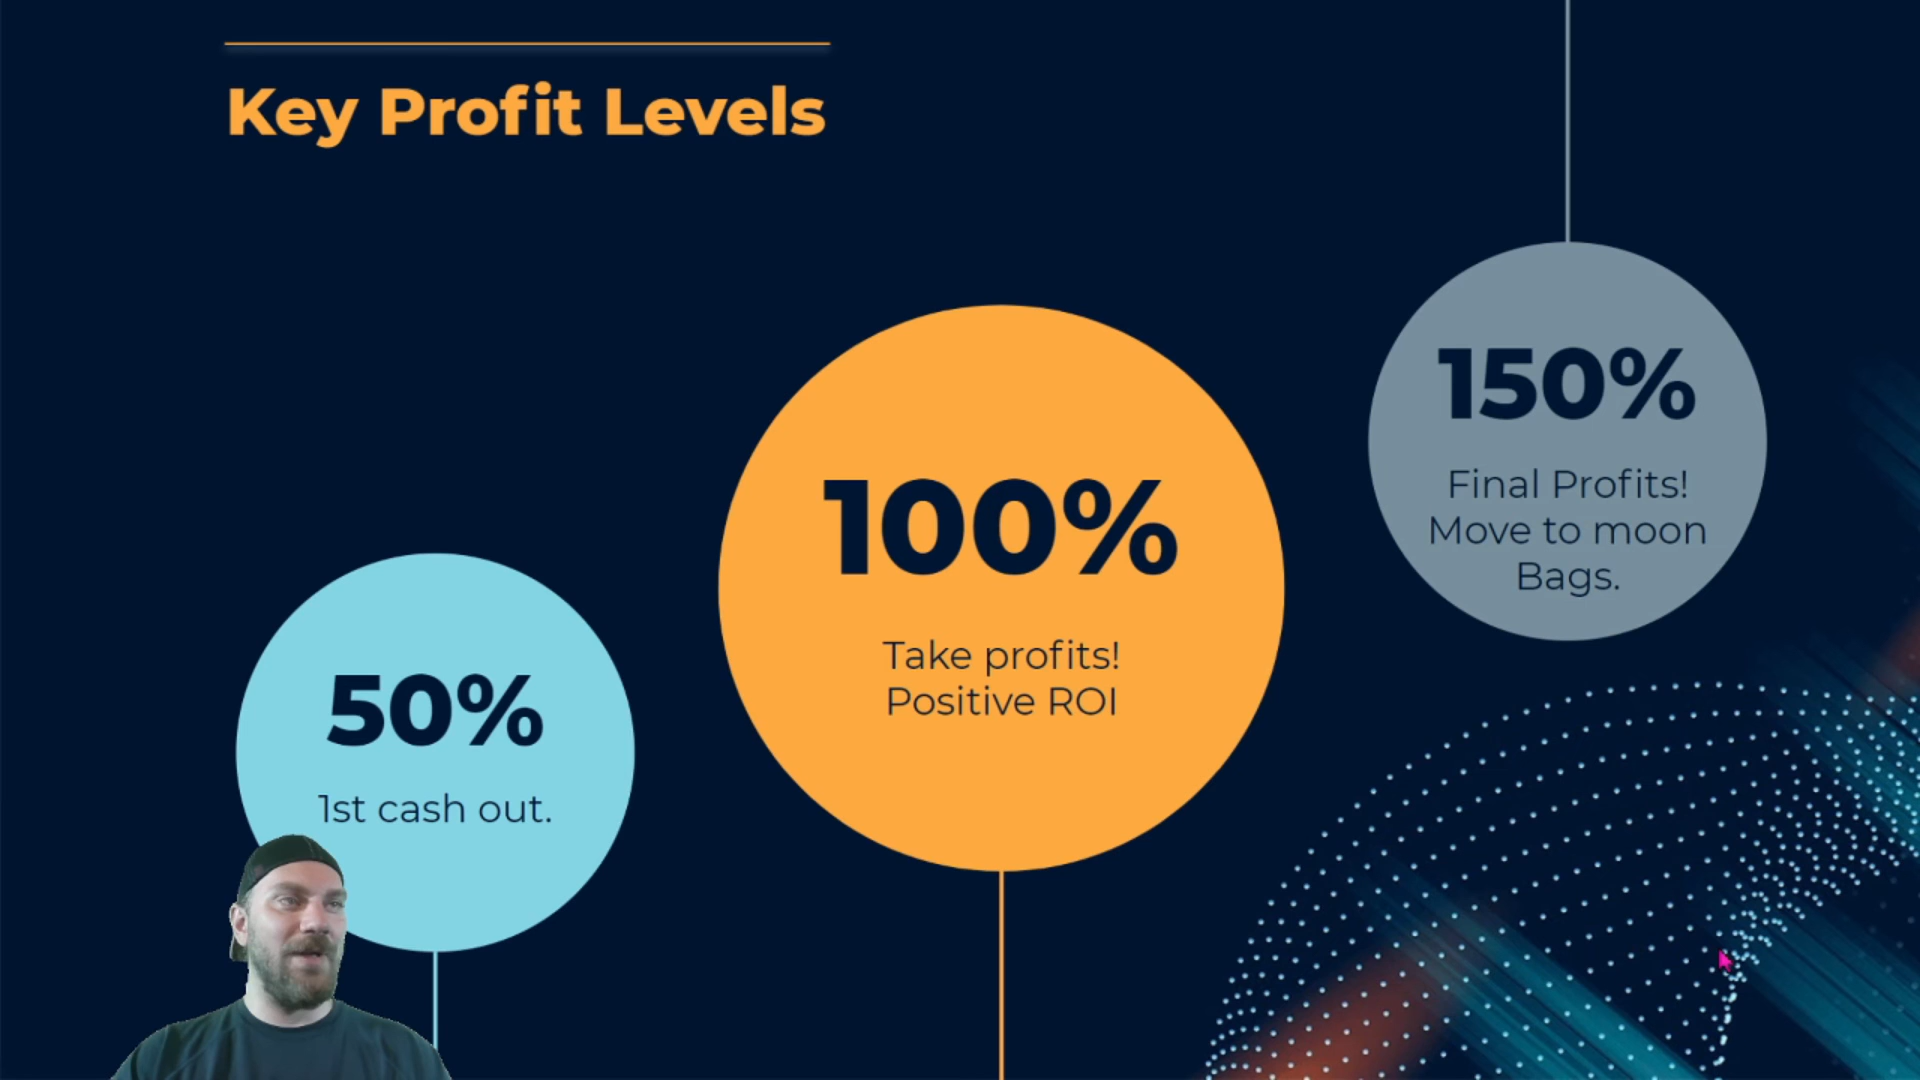 Key Profit Levels
50%
1st cash out.
100%
Take profits!
Positive ROI
150%
Final Profits!
Move to moon
Bags.